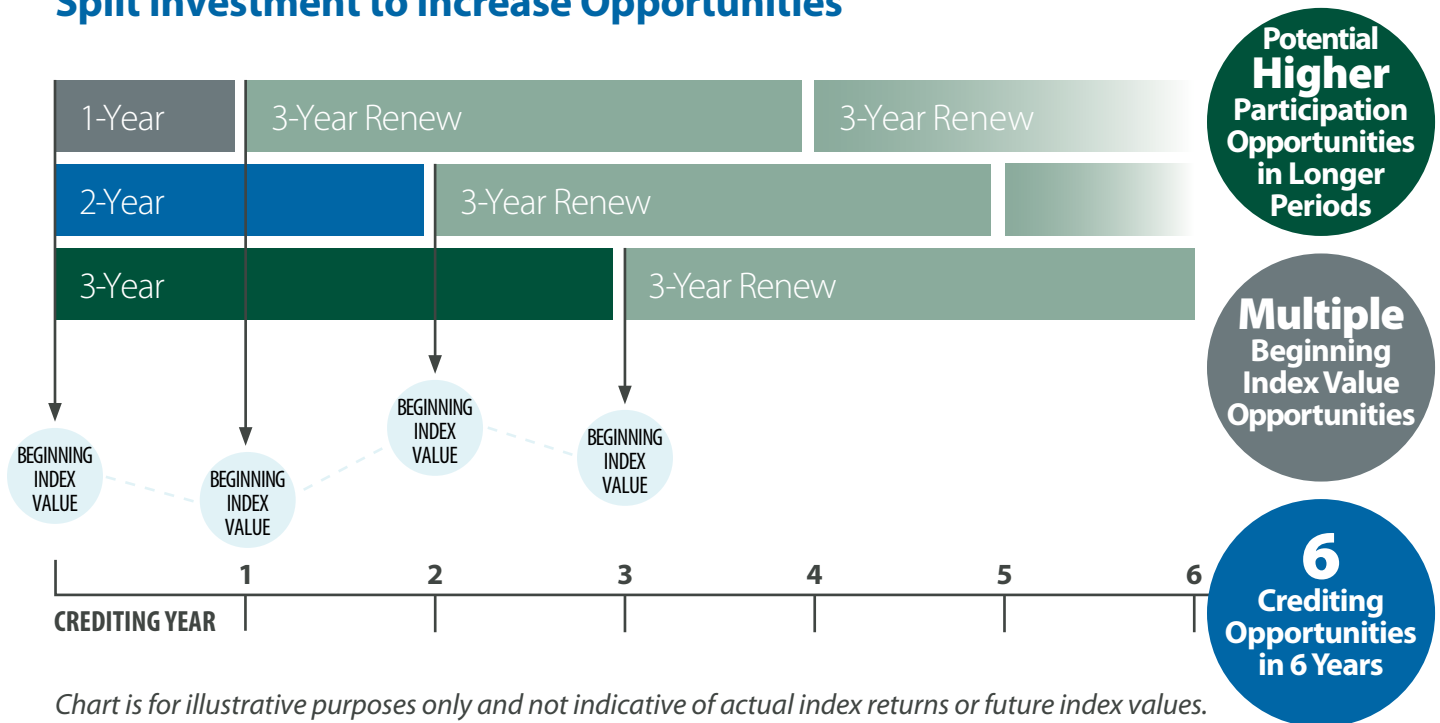 Split Investment to Increase Opportunities
1-Year
3-Year Renew
3-Year Renew
2-Year
3-Year Renew
3-Year
3-Year Renew
BEGINNING
INDEX
VALUE
BEGINNING
INDEX
VALUE
BEGINNING
INDEX
VALUE
BEGINNING
INDEX
VALUE
1
2
3
4
5
6
CREDITING YEAR
Chart is for illustrative purposes only and not indicative of actual index returns or future index values.
Potential
Higher
Participation
Opportunities
in Longer
Periods
Multiple
Beginning
Index Value
Opportunities
6
Crediting
Opportunities
in 6 Years